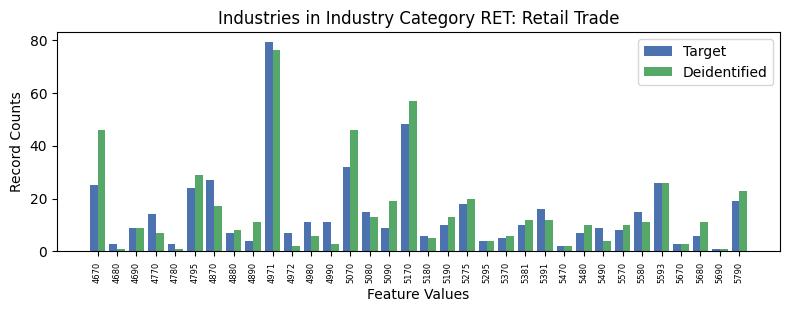 Industries in Industry Category RET: Retail Trade
Target
Deidentified
Record Counts
80
60
40
20
0
4670 4680 4690 4770 4780 4795 4870 4880 4890 4971 4972 4980 4990 5070 5080 5090 5170 5180 5190 5275 5295 5370 5381 5391 5470 5480 5490 5570 5580 5593 5670 5680 5690 5790
Feature Values